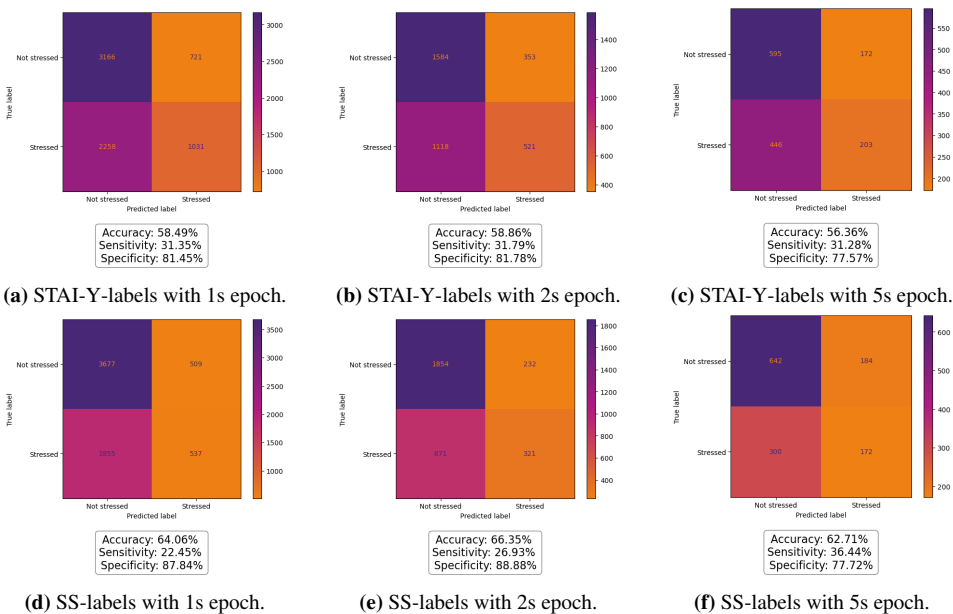 Not stressed
3166
721
True label
Stressed
2258
1031
Not stressed
Stressed
Predicted label
3000
2500
2000
1500
1000
Accuracy: 58.49%
Sensitivity: 31.35%
Specificity: 81.45%
(a) STAI-Y-labels with 1s epoch.
Not stressed
1584
353
True label
Stressed
1118
521
Not stressed
Stressed
Predicted label
1400
1200
1000
800
600
400
Accuracy: 58.86%
Sensitivity: 31.79%
Specificity: 81.78%
(b) STAI-Y-labels with 2s epoch.
Not stressed
595
172
True label
Stressed
446
203
Not stressed
Stressed
Predicted label
550
500
450
400
350
300
250
200
Accuracy: 56.36%
Sensitivity: 31.28%
Specificity: 77.57%
(c) STAI-Y-labels with 5s epoch.
Not stressed
3677
509
True label
Stressed
1855
537
Not stressed
Stressed
Predicted label
3500
3000
2500
2000
1500
1000
Accuracy: 64.06%
Sensitivity: 22.45%
Specificity: 87.84%
(d) SS-labels with 1s epoch.
Not stressed
1854
232
True label
Stressed
871
321
Not stressed
Stressed
Predicted label
1800
1600
1400
1200
1000
800
600
400
Accuracy: 66.35%
Sensitivity: 26.93%
Specificity: 88.88%
(e) SS-labels with 2s epoch.
Not stressed
642
184
True label
Stressed
300
172
Not stressed
Stressed
Predicted label
600
500
400
300
200
Accuracy: 62.71%
Sensitivity: 36.44%
Specificity: 77.72%
(f) SS-labels with 5s epoch.